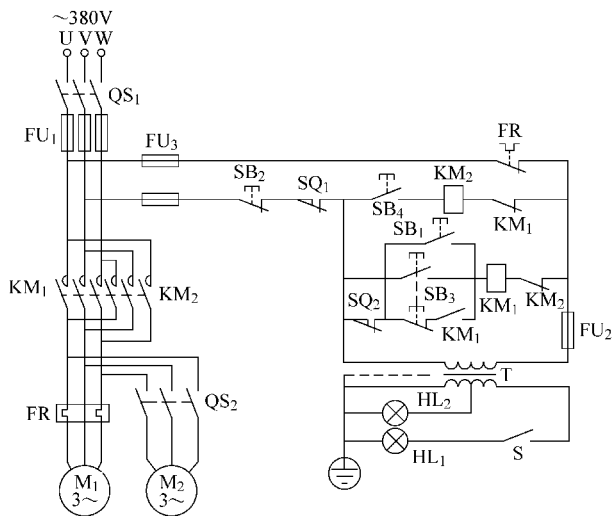 ～380V
U V W
QS₁
FU₁
FU₃
FR
SB₂
SQ₁
KM₂
SB₄
KM₁
SB₁
KM₁
KM₂
SQ₂
SB₃
KM₁
KM₁
KM₂
FU₂
T
HL₂
QS₂
FR
HL₁
S
M₁
3～
M₂
3～